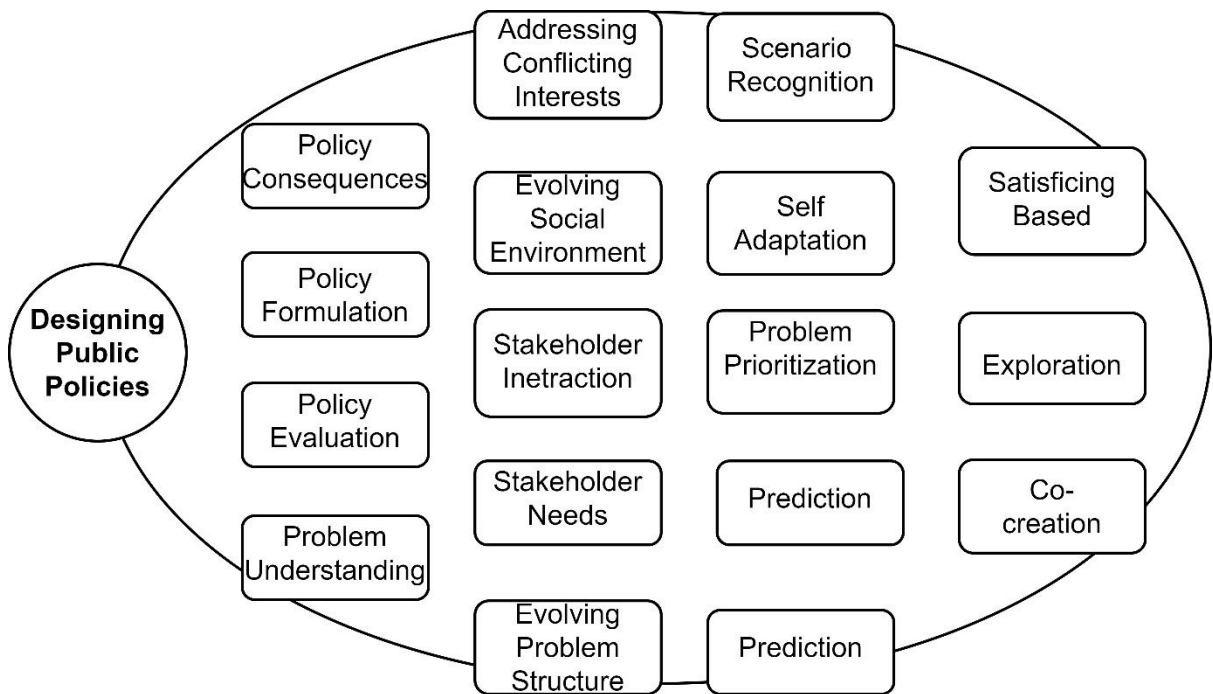 Designing
Public
Policies
Policy
Consequences
Policy
Formulation
Policy
Evaluation
Problem
Understanding
Addressing
Conflicting
Interests
Evolving
Social
Environment
Stakeholder
Inetraction
Stakeholder
Needs
Evolving
Problem
Structure
Scenario
Recognition
Self
Adaptation
Problem
Prioritization
Prediction
Prediction
Satisficing
Based
Exploration
Co-
creation